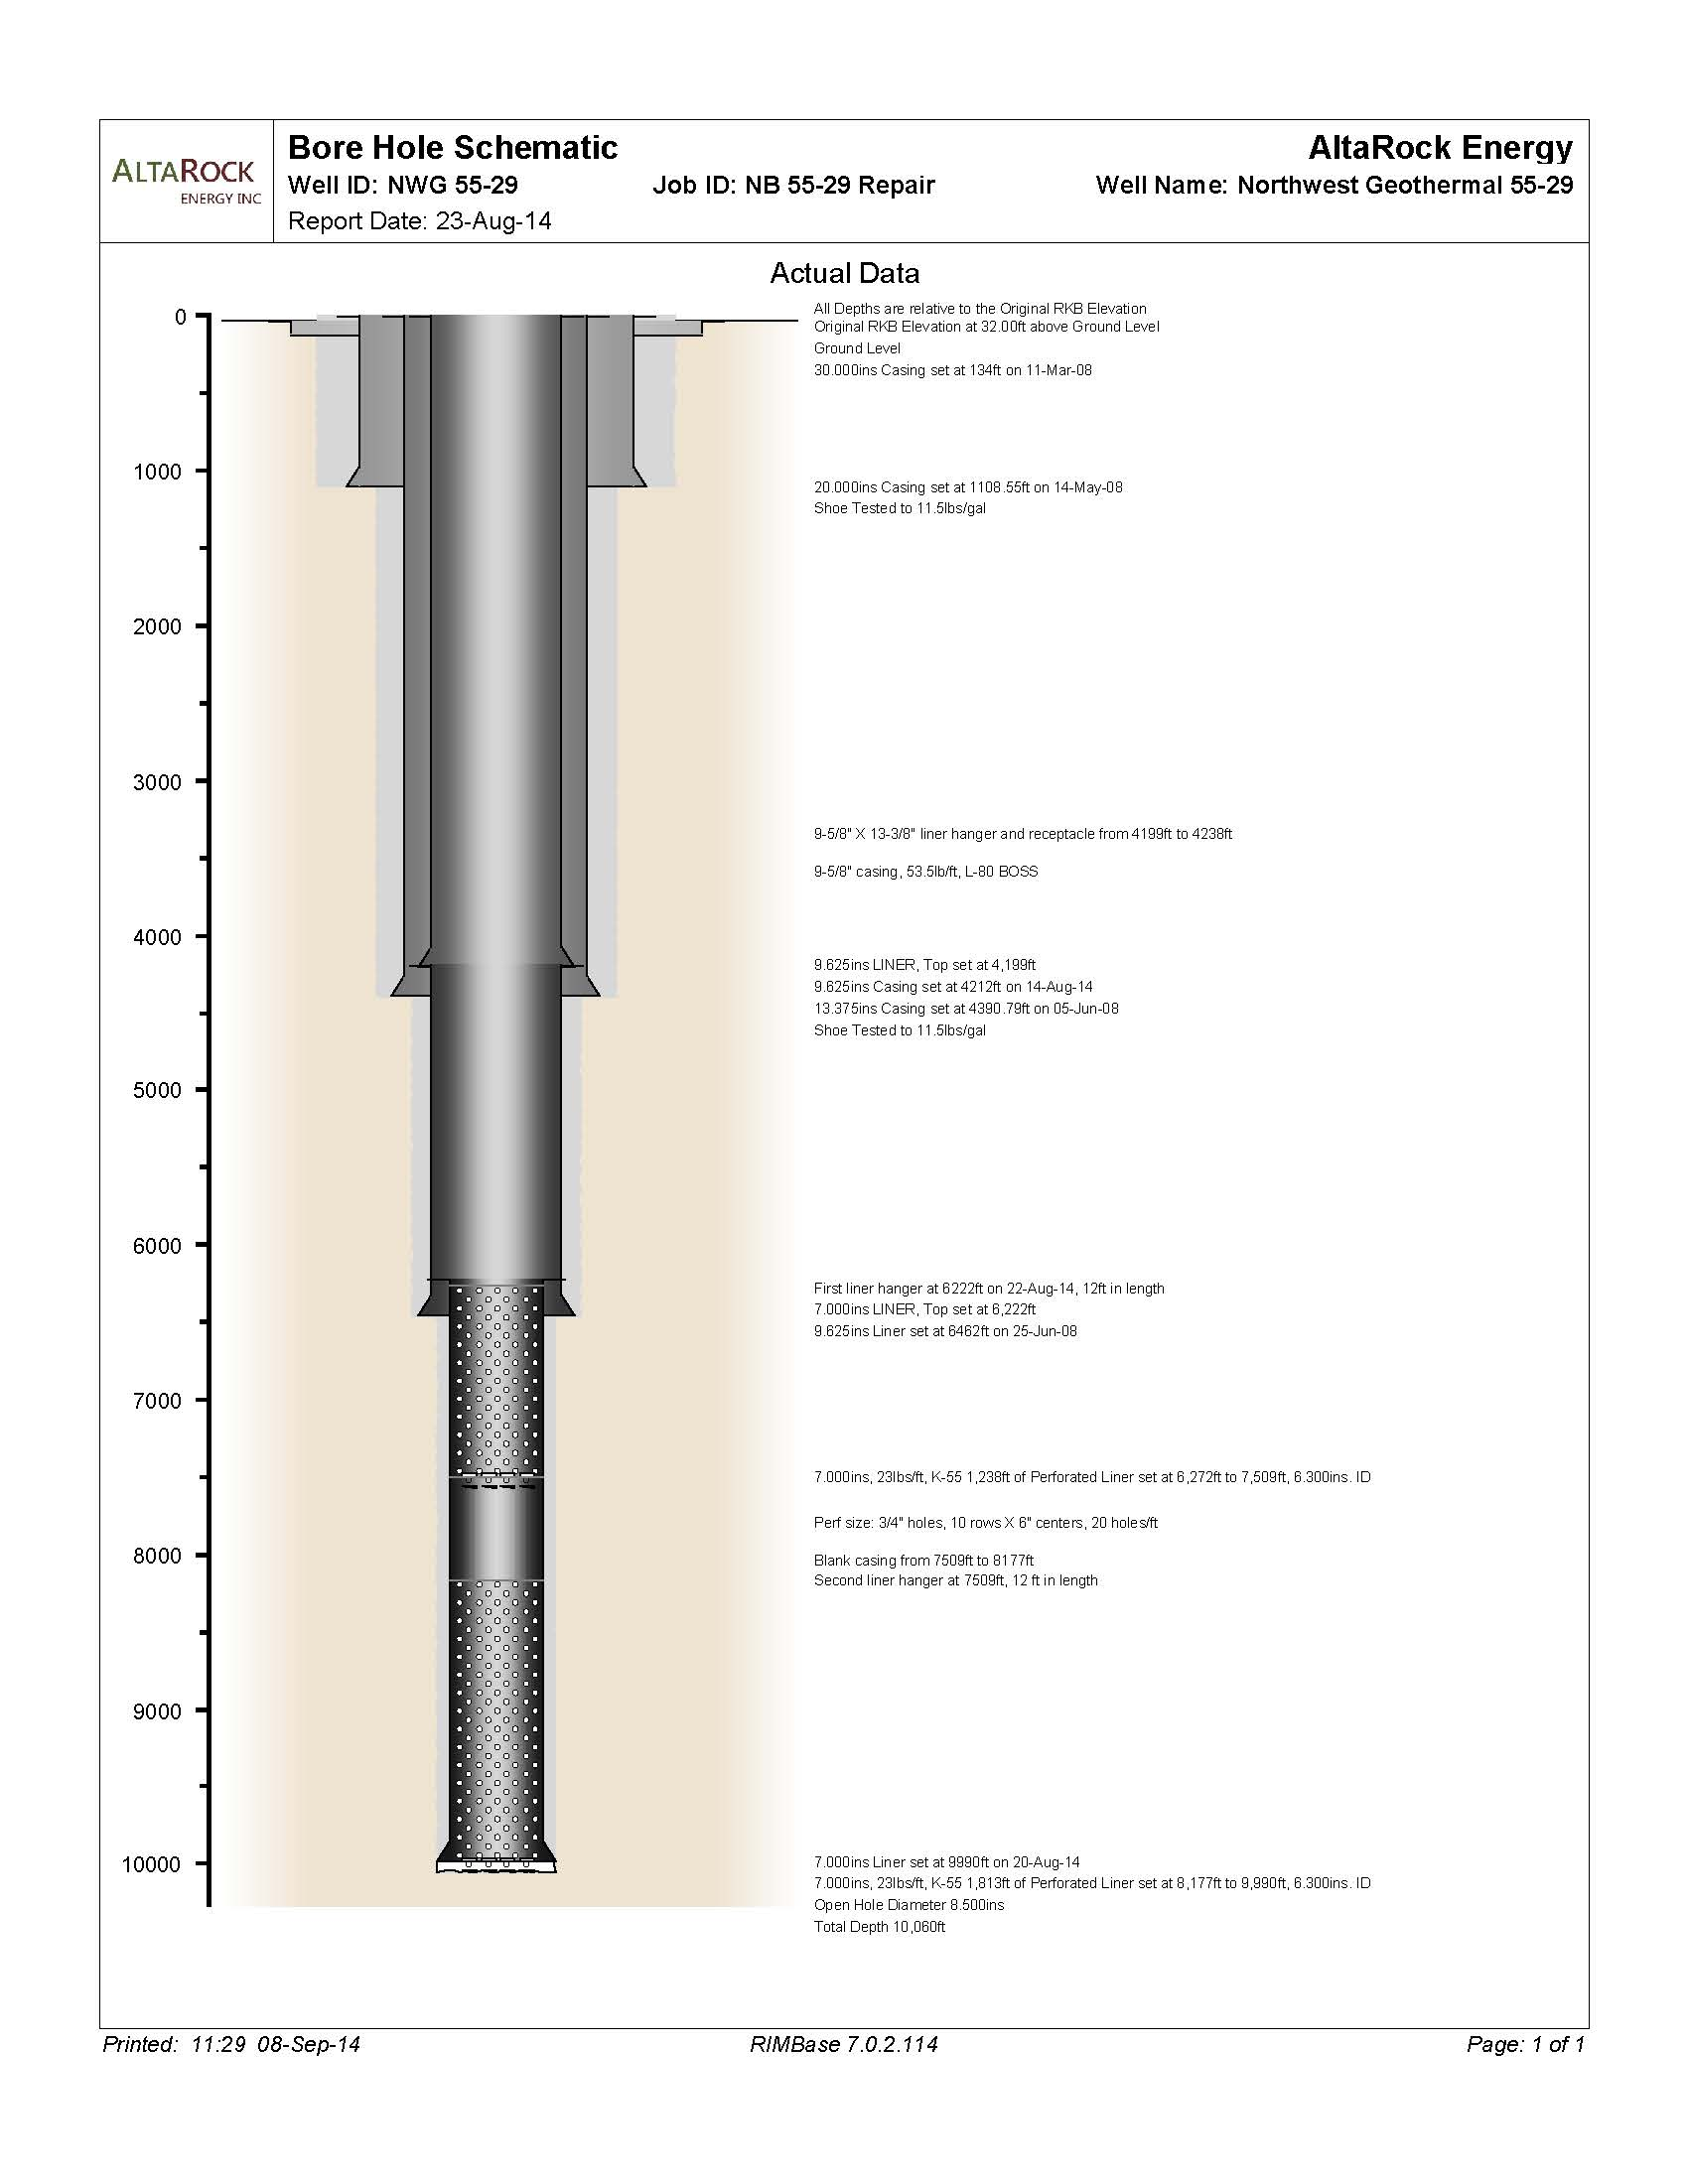 ALTAROCK
ENERGY INC
Bore Hole Schematic
AltaRock Energy
Well ID: NWG 55-29
Job ID: NB 55-29 Repair
Well Name: Northwest Geothermal 55-29
Report Date: 23-Aug-14
Actual Data
0
1000
2000
3000
4000
5000
6000
7000
8000
9000
10000
All Depths are relative to the Original RKB Elevation
Original RKB Elevation at 32.00ft above Ground Level
Ground Level
30.000ins Casing set at 134ft on 11-Mar-08
20.000ins Casing set at 1108.55ft on 14-May-08
Shoe Tested to 11.5lbs/gal
9-5/8" X 13-3/8" liner hanger and receptacle from 4199ft to 4238ft
9-5/8" casing, 53.5lb/ft, L-80 BOSS
9.625ins LINER, Top set at 4,199ft
9.625ins Casing set at 4212ft on 14-Aug-14
13.375ins Casing set at 4390.79ft on 05-Jun-08
Shoe Tested to 11.5lbs/gal
First liner hanger at 6222ft on 22-Aug-14, 12ft in length
7.000ins LINER, Top set at 6,222ft
9.625ins Liner set at 6462ft on 25-Jun-08
7.000ins, 23lbs/ft, K-55 1,238ft of Perforated Liner set at 6,272ft to 7,509ft, 6.300ins. ID
Perf size: 3/4" holes, 10 rows X 6" centers, 20 holes/ft
Blank casing from 7509ft to 8177ft
Second liner hanger at 7509ft, 12 ft in length
7.000ins Liner set at 9990ft on 20-Aug-14
7.000ins, 23lbs/ft, K-55 1,813ft of Perforated Liner set at 8,177ft to 9,990ft, 6.300ins. ID
Open Hole Diameter 8.500ins
Total Depth 10,060ft
Printed: 11:29 08-Sep-14
RIMBase 7.0.2.114
Page: 1 of 1